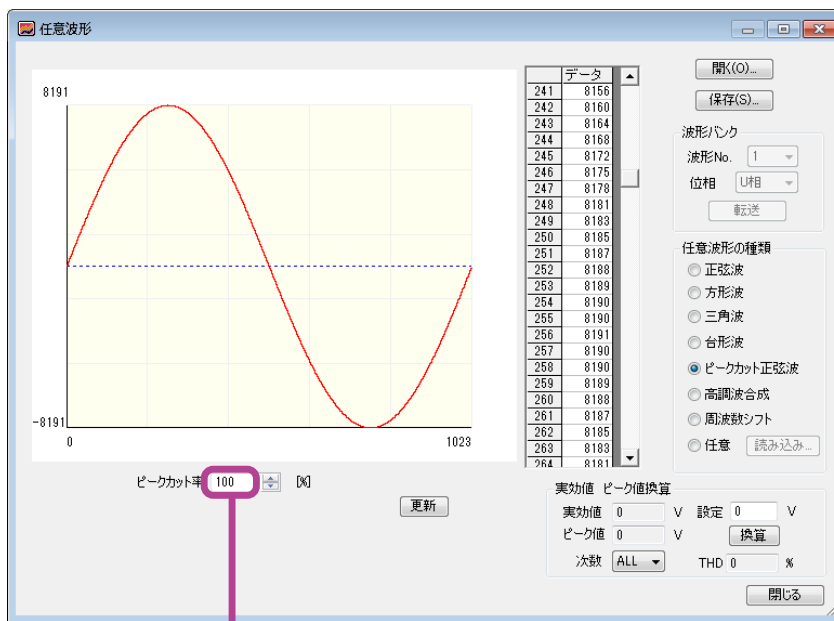 任意波形
8191
-8191
0 1023
ピークカット率 100 [%]
更新
データ
241 8156
242 8160
243 8164
244 8168
245 8172
246 8175
247 8178
248 8181
249 8183
250 8185
251 8187
252 8188
253 8189
254 8190
255 8190
256 8191
257 8190
258 8190
259 8189
260 8188
261 8187
262 8185
263 8183
264 8181
開く(O)...
保存(S)...
波形バンク
波形No. 1
位相 U相
転送
任意波形の種類
正弦波
方形波
三角波
台形波
ピークカット正弦波
高調波合成
周波数シフト
任意 読み込み...
実効値 ピーク値換算
実効値 0 V 設定 0 V
ピーク値 0 V 換算
次数 ALL THD 0 %
閉じる